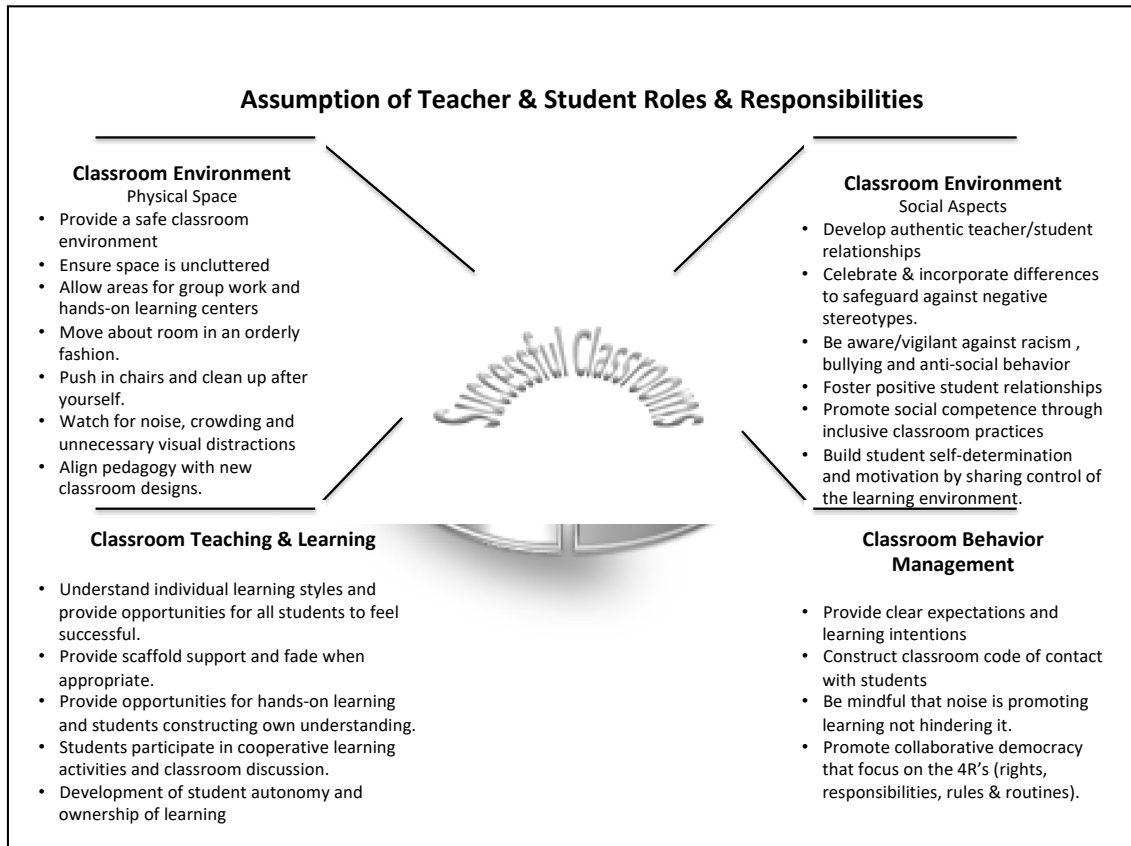 Assumption of Teacher & Student Roles & Responsibilities
Classroom Environment
Physical Space
• Provide a safe classroom
environment
• Ensure space is uncluttered
• Allow areas for group work and
hands-on learning centers
• Move about room in an orderly
fashion.
• Push in chairs and clean up after
yourself.
• Watch for noise, crowding and
unnecessary visual distractions
• Align pedagogy with new
classroom designs.
Classroom Environment
Social Aspects
• Develop authentic teacher/student
relationships
• Celebrate & incorporate differences
to safeguard against negative
stereotypes.
• Be aware/vigilant against racism ,
bullying and anti-social behavior
• Foster positive student relationships
• Promote social competence through
inclusive classroom practices
• Build student self-determination
and motivation by sharing control of
the learning environment.
Successful Classrooms
Classroom Teaching & Learning
• Understand individual learning styles and
provide opportunities for all students to feel
successful.
• Provide scaffold support and fade when
appropriate.
• Provide opportunities for hands-on learning
and students constructing own understanding.
• Students participate in cooperative learning
activities and classroom discussion.
• Development of student autonomy and
ownership of learning
Classroom Behavior
Management
• Provide clear expectations and
learning intentions
• Construct classroom code of contact
with students
• Be mindful that noise is promoting
learning not hindering it.
• Promote collaborative democracy
that focus on the 4R's (rights,
responsibilities, rules & routines).